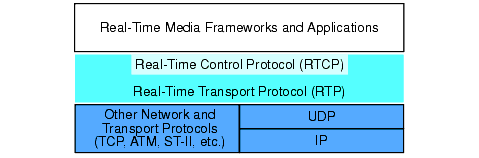 Real-Time Media Frameworks and Applications
Real-Time Control Protocol (RTCP)
Real-Time Transport Protocol (RTP)
Other Network and
Transport Protocols
(TCP, ATM, ST-II, etc.)
UDP
IP